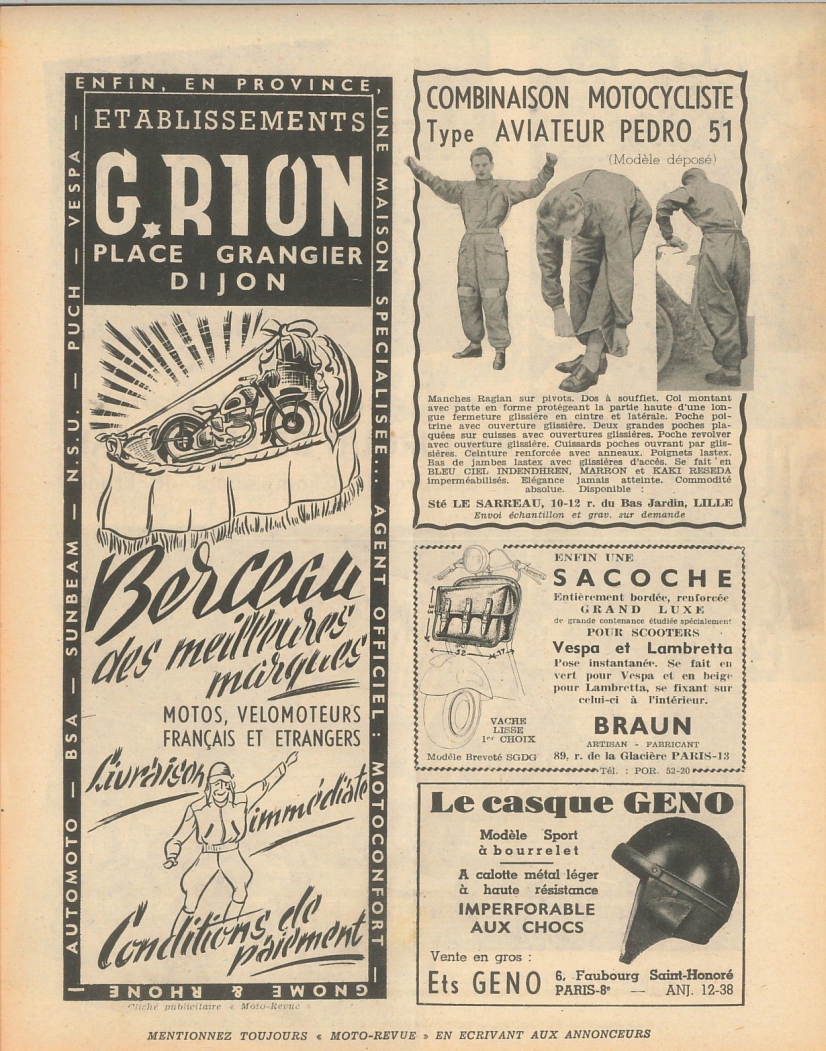 ENFIN, EN PROVINCE,
UNE MAISON SPECIALISEE... AGENT OFFICIEL : MOTOCONFORT —
GNOME & RHONE
AUTOMOTO — BSA — SUNBEAM — N.S.U. — PUCH — VESPA —
ETABLISSEMENTS
G. RION
PLACE GRANGIER
DIJON
Berceau
des meilleures
marques
MOTOS, VELOMOTEURS
FRANÇAIS ET ETRANGERS
Livraison
immédiate
Conditions de
paiement
Cliché publicitaire « Moto-Revue »
COMBINAISON MOTOCYCLISTE
Type AVIATEUR PEDRO 51
(Modèle déposé)
Manches Raglan sur pivots. Dos à soufflet. Col montant
avec patte en forme protégeant la partie haute d'une lon-
gue fermeture glissière en cintre et latérale. Poche poi-
trine avec ouverture glissière. Deux grandes poches pla-
quées sur cuisses avec ouvertures glissières. Poche revolver
avec ouverture glissière. Cuissards poches ouvrant par glis-
sières. Ceinture renforcée avec anneaux. Poignets lastex.
Bas de jambes lastex avec glissières d'accès. Se fait en
BLEU CIEL INDENDHREN, MARRON et KAKI RESEDA
imperméabilisés. Elégance jamais atteinte. Commodité
absolue. Disponible :
Sté LE SARREAU, 10-12 r. du Bas Jardin, LILLE
Envoi échantillon et grav. sur demande
ENFIN UNE
SACOCHE
Entièrement bordée, renforcée
GRAND LUXE
de grande contenance étudiée spécialement
POUR SCOOTERS
Vespa et Lambretta
Pose instantanée. Se fait en
vert pour Vespa et en beige
pour Lambretta, se fixant sur
celui-ci à l'intérieur.
32
17
VACHE
LISSE
1er CHOIX
Modèle Breveté SGDG
BRAUN
ARTISAN - FABRICANT
89, r. de la Glacière PARIS-13
Tél. : POR. 52-20
Le casque GENO
Modèle Sport
à bourrelet
A calotte métal léger
à haute résistance
IMPERFORABLE
AUX CHOCS
Vente en gros :
Ets GENO
6, Faubourg Saint-Honoré
PARIS-8e — ANJ. 12-38
MENTIONNEZ TOUJOURS « MOTO-REVUE » EN ECRIVANT AUX ANNONCEURS